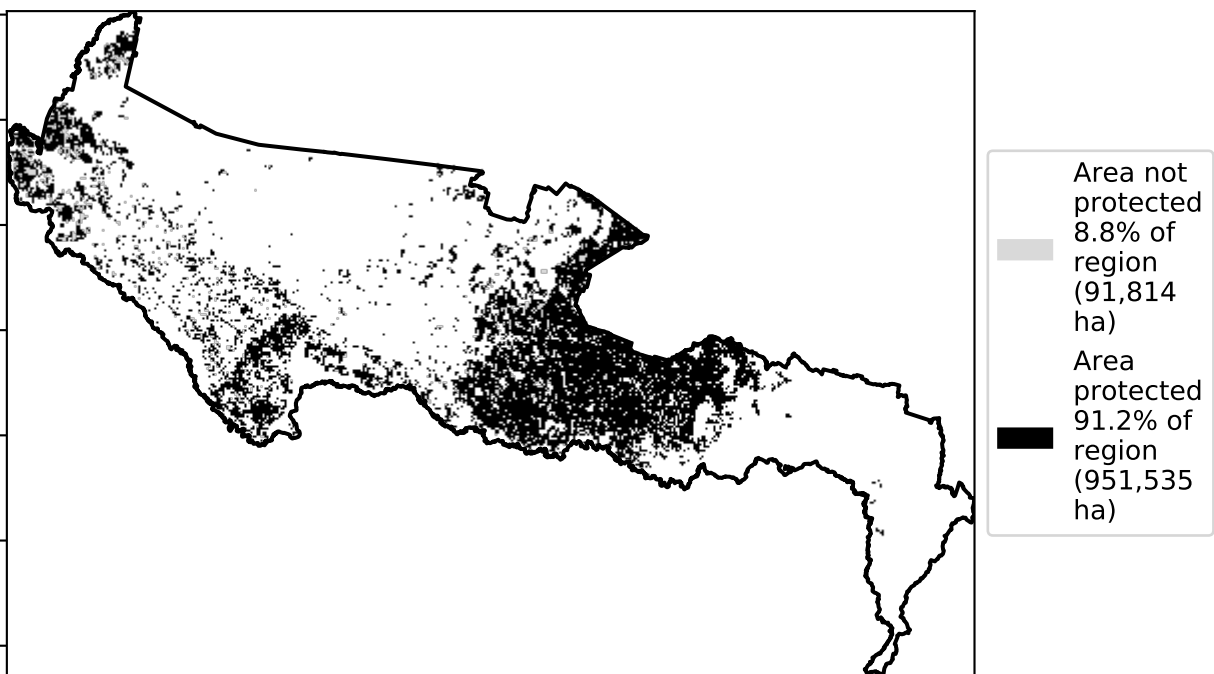 Area not
protected
8.8% of
region
(91,814
ha)
Area
protected
91.2% of
region
(951,535
ha)